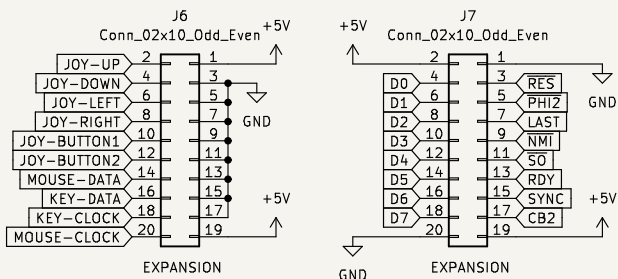 J6
Conn_02x10_Odd_Even
+5V
JOY-UP 2 1
JOY-DOWN 4 3
JOY-LEFT 6 5
GND
JOY-RIGHT 8 7
JOY-BUTTON1 10 9
JOY-BUTTON2 12 11
MOUSE-DATA 14 13
KEY-DATA 16 15
+5V
KEY-CLOCK 18 17
MOUSE-CLOCK 20 19
EXPANSION
J7
+5V
Conn_02x10_Odd_Even
2 1
D0 4 3 RES
GND
D1 6 5 PHI2
D2 8 7 LAST
D3 10 9 NMI
D4 12 11 SO
D5 14 13 RDY
D6 16 15 SYNC
+5V
D7 18 17 CB2
20 19
GND
EXPANSION